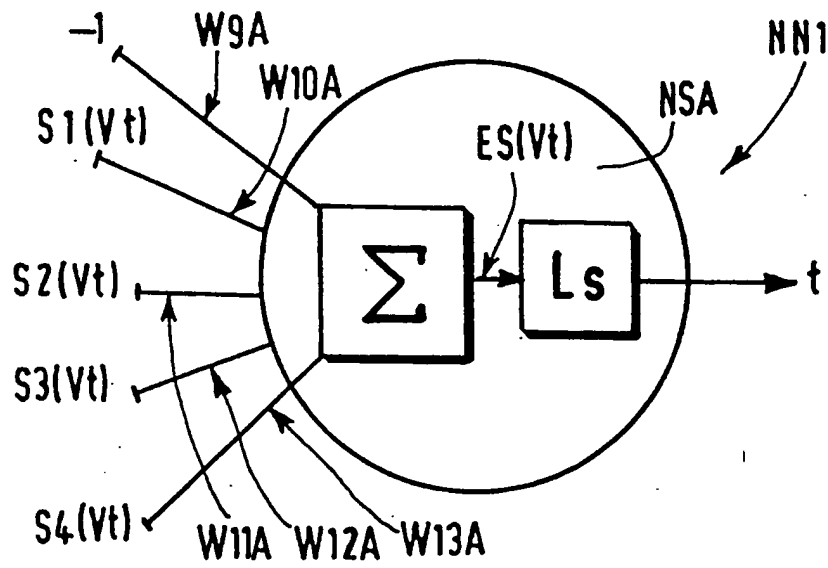 -1
W9A
NN1
W10A
NSA
S1(Vt)
ES(Vt)
Σ
Ls
t
S2(Vt)
S3(Vt)
S4(Vt)
W11A
W12A
W13A